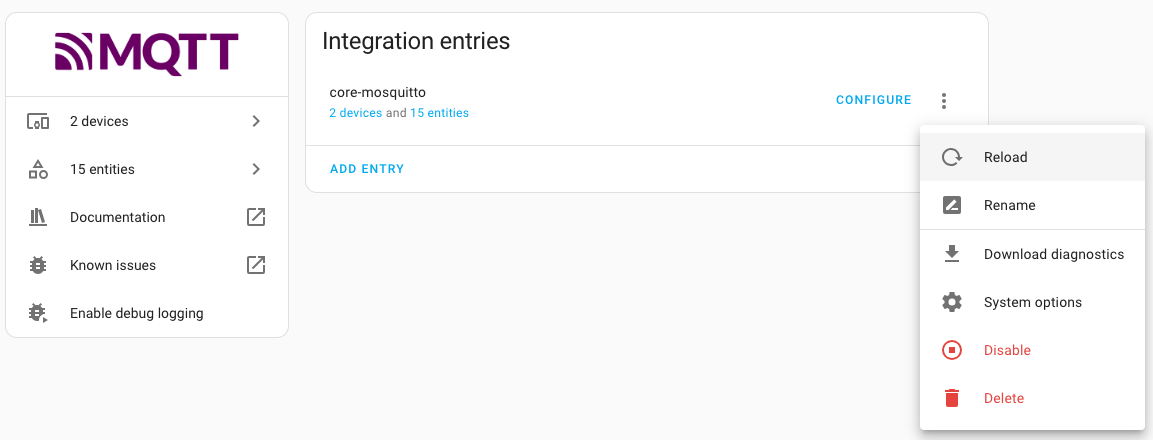 MQTT
2 devices
15 entities
Documentation
Known issues
Enable debug logging
Integration entries
core-mosquitto
2 devices and 15 entities
CONFIGURE
ADD ENTRY
Reload
Rename
Download diagnostics
System options
Disable
Delete